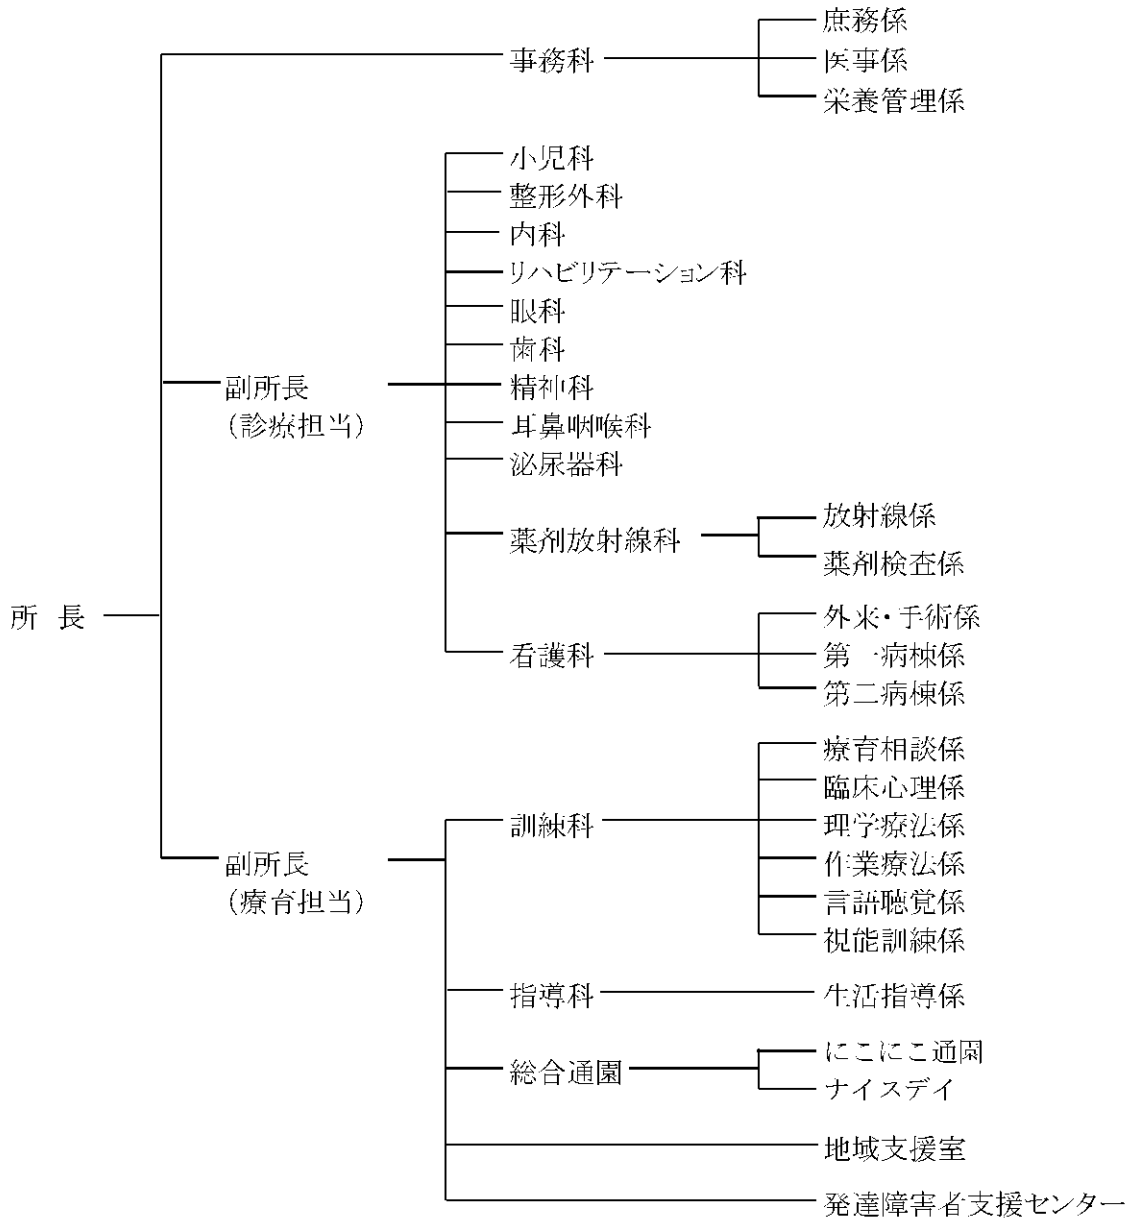 所 長
事務科
庶務係
医事係
栄養管理係
副所長
(診療担当)
小児科
整形外科
内科
リハビリテーション科
眼科
歯科
精神科
耳鼻咽喉科
泌尿器科
薬剤放射線科
放射線係
薬剤検査係
看護科
外来・手術係
第一病棟係
第二病棟係
副所長
(療育担当)
訓練科
療育相談係
臨床心理係
理学療法係
作業療法係
言語聴覚係
視能訓練係
指導科
生活指導係
総合通園
にこにこ通園
ナイスデイ
地域支援室
発達障害者支援センター